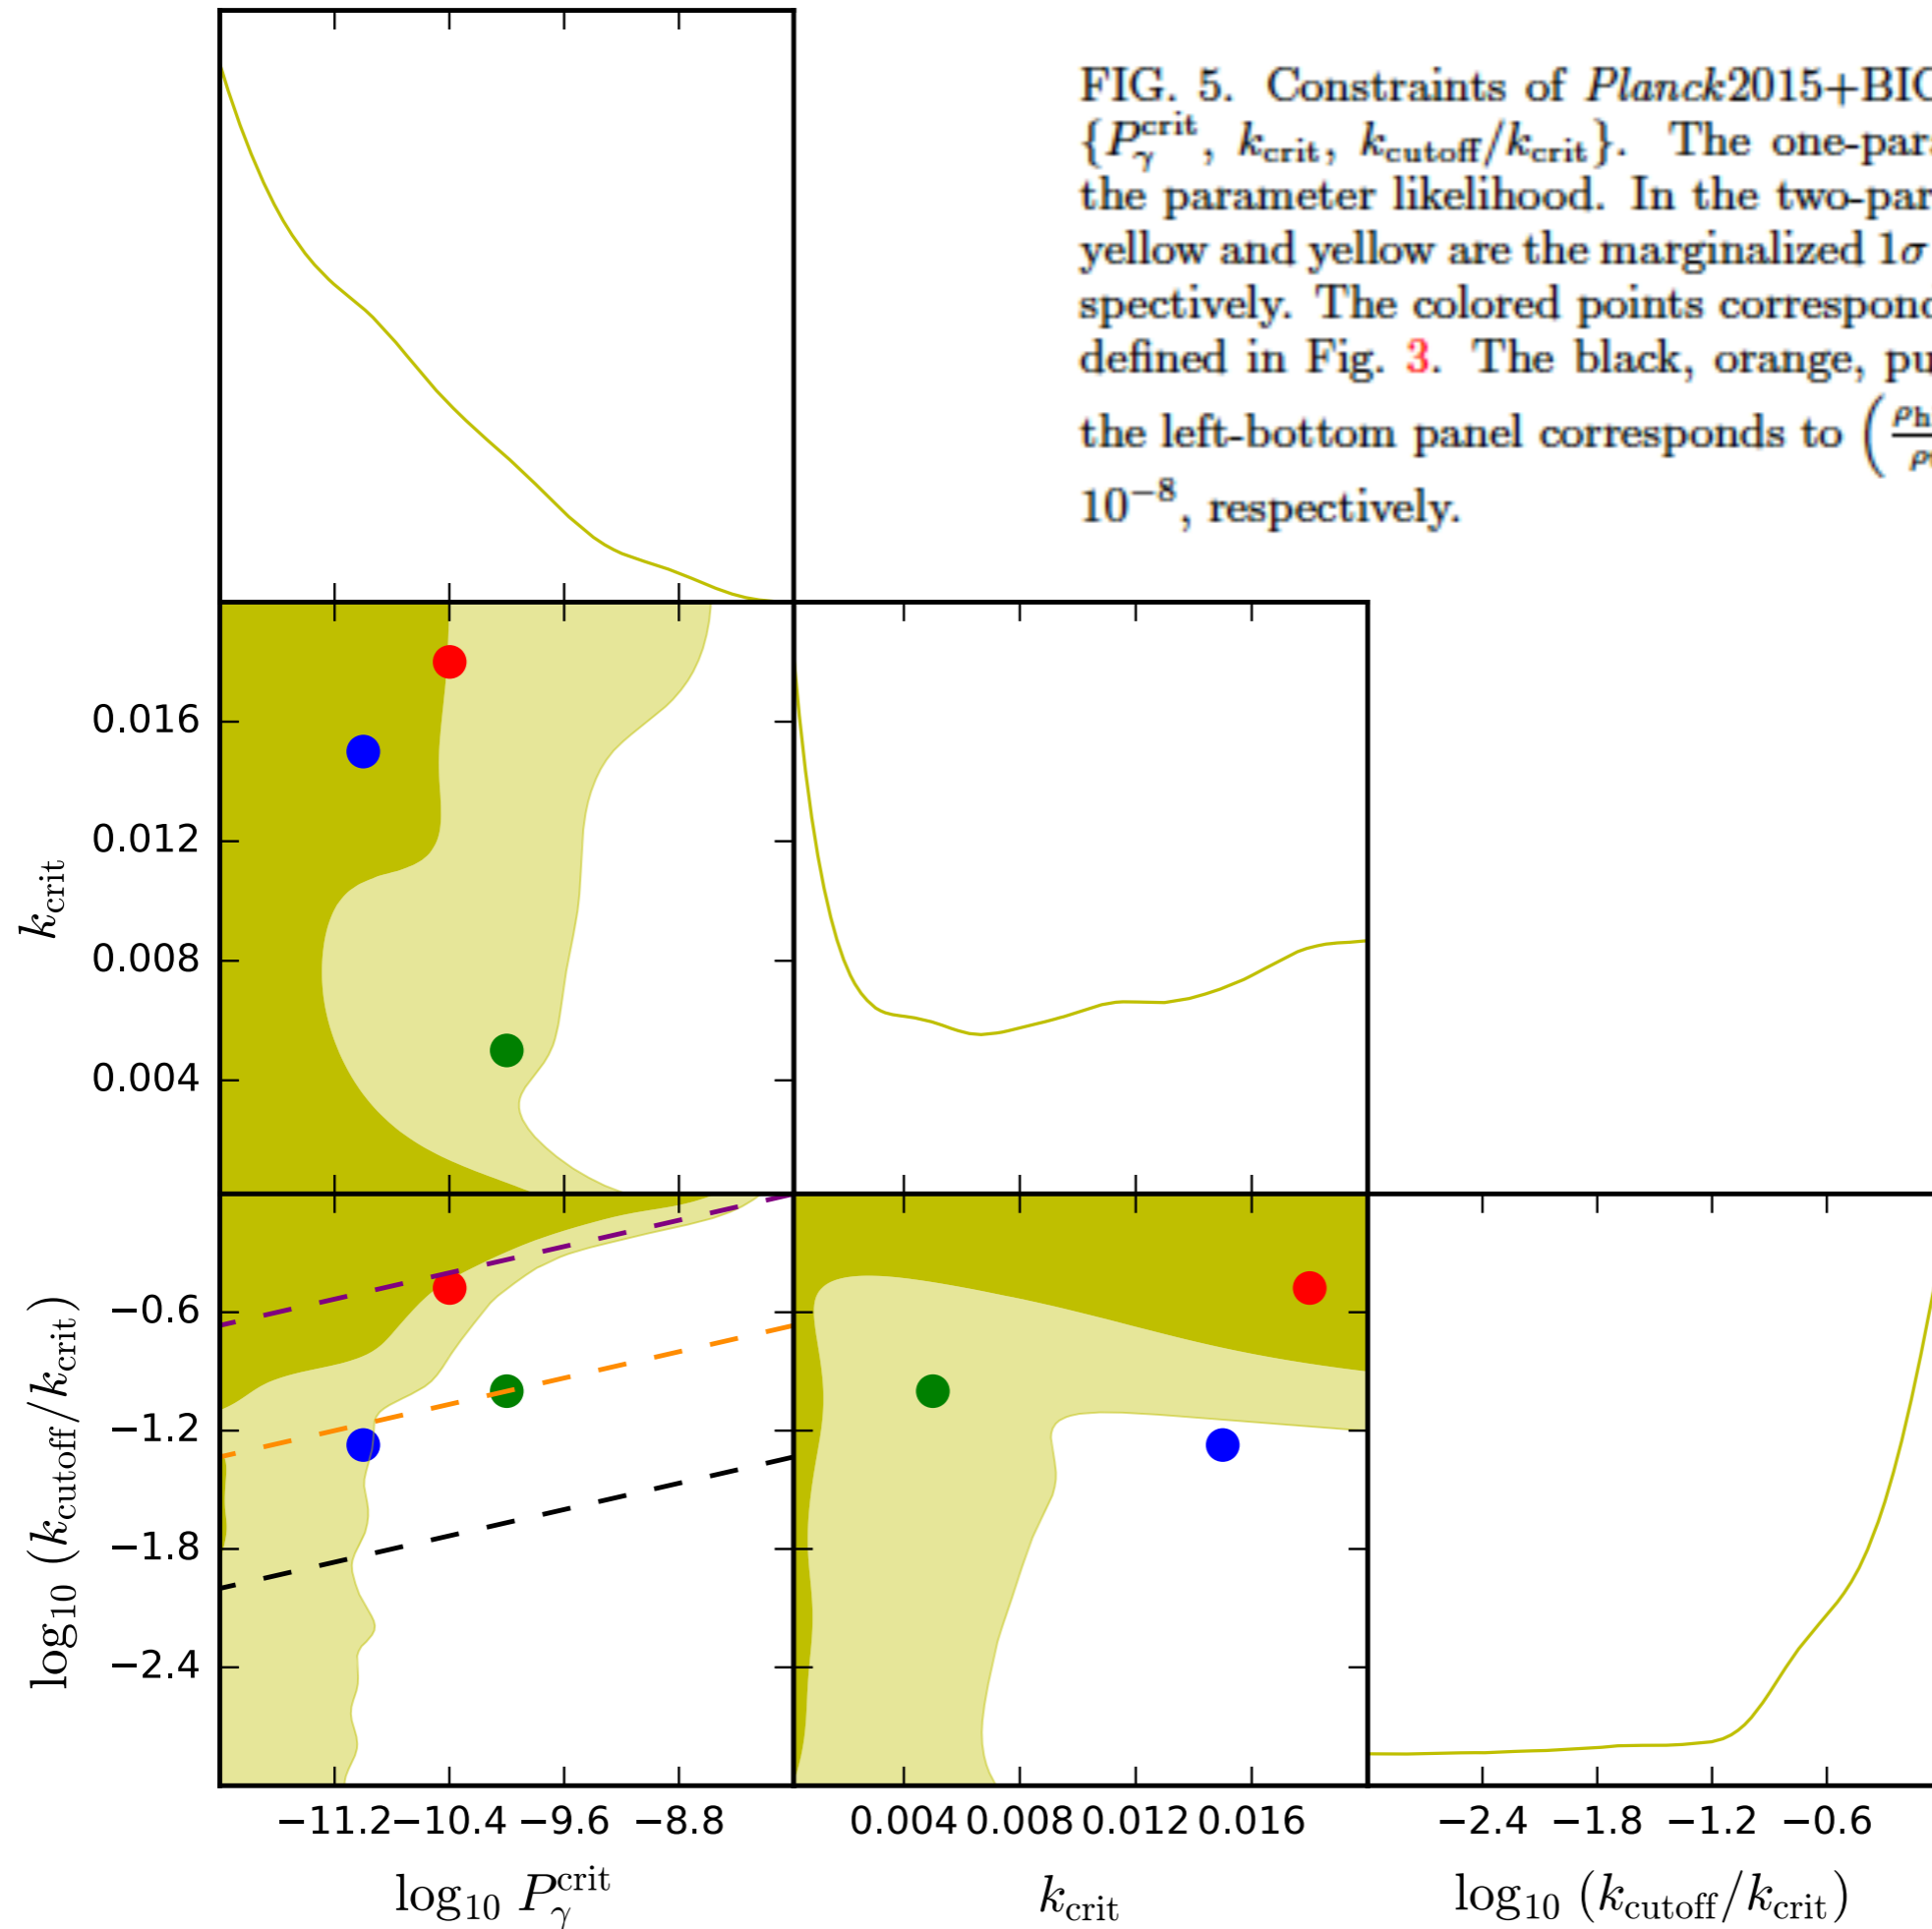 FIG. 5. Constraints of Planck2015+BIC
{P_γ^crit, k_crit, k_cutoff/k_crit}. The one-par
the parameter likelihood. In the two-par
yellow and yellow are the marginalized 1σ
spectively. The colored points correspond
defined in Fig. 3. The black, orange, pu
the left-bottom panel corresponds to (
10^−8, respectively.
0.016
0.012
0.008
0.004
k_crit
−0.6
−1.2
−1.8
−2.4
log_10 (k_cutoff/k_crit)
−11.2 −10.4 −9.6 −8.8
0.004 0.008 0.012 0.016
−2.4 −1.8 −1.2 −0.6
log_10 P_γ^crit
k_crit
log_10 (k_cutoff/k_crit)